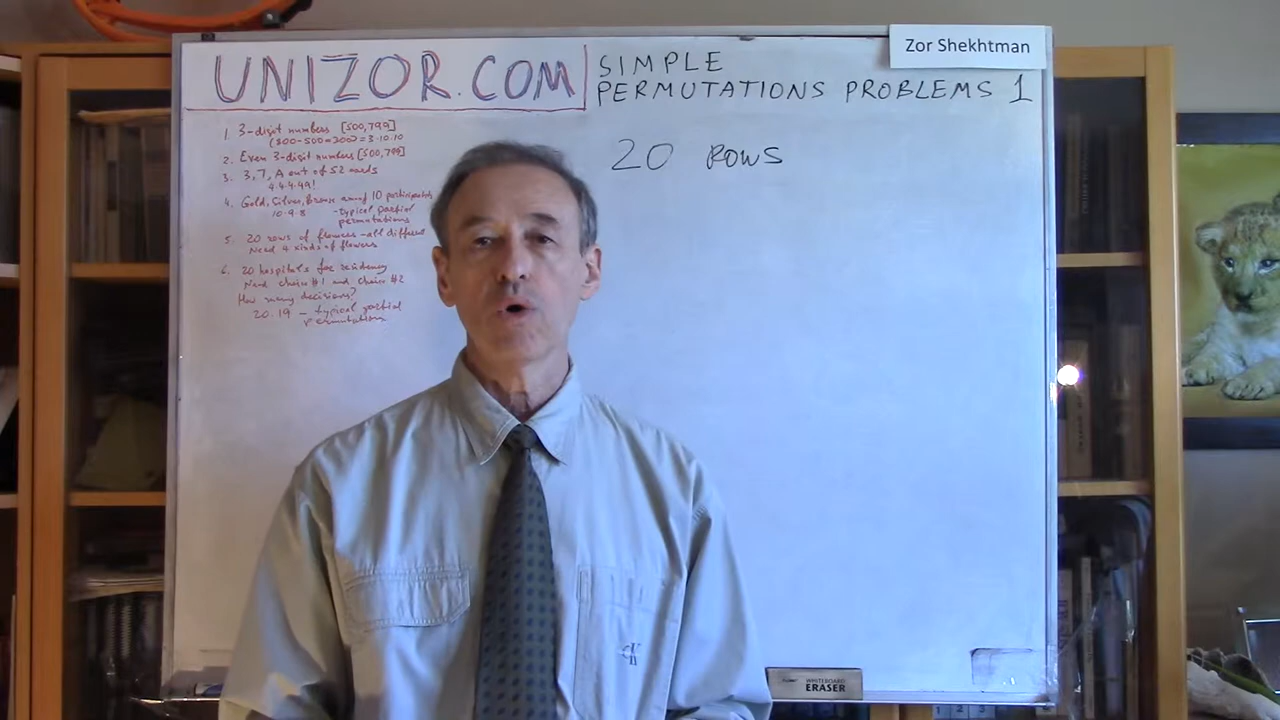 Zor Shekhtman
UNIZOR.COM
SIMPLE
PERMUTATIONS PROBLEMS 1
1. 3-digit numbers [500,799]
(800-500=300)=3·10·10
2. Even 3-digit numbers [500,799]
3. 3, 7, A out of 52 cards
4·4·4·49!
4. Gold, Silver, Bronze among 10 participants
10·9·8 - typical partial
permutations
5. 20 rows of flowers - all different
Need 4 kinds of flowers
6. 20 hospitals for residency
Need choice #1 and choice #2
How many decisions?
20·19 - typical partial
permutations
20 ROWS
CK
WHITEBOARD
ERASER